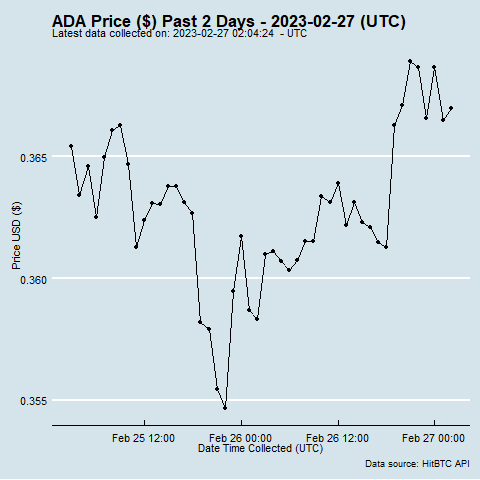 ADA Price ($) Past 2 Days - 2023-02-27 (UTC)
Latest data collected on: 2023-02-27 02:04:24 - UTC
0.365
0.360
0.355
Price USD ($)
Feb 25 12:00 Feb 26 00:00 Feb 26 12:00 Feb 27 00:00
Date Time Collected (UTC)
Data source: HitBTC API